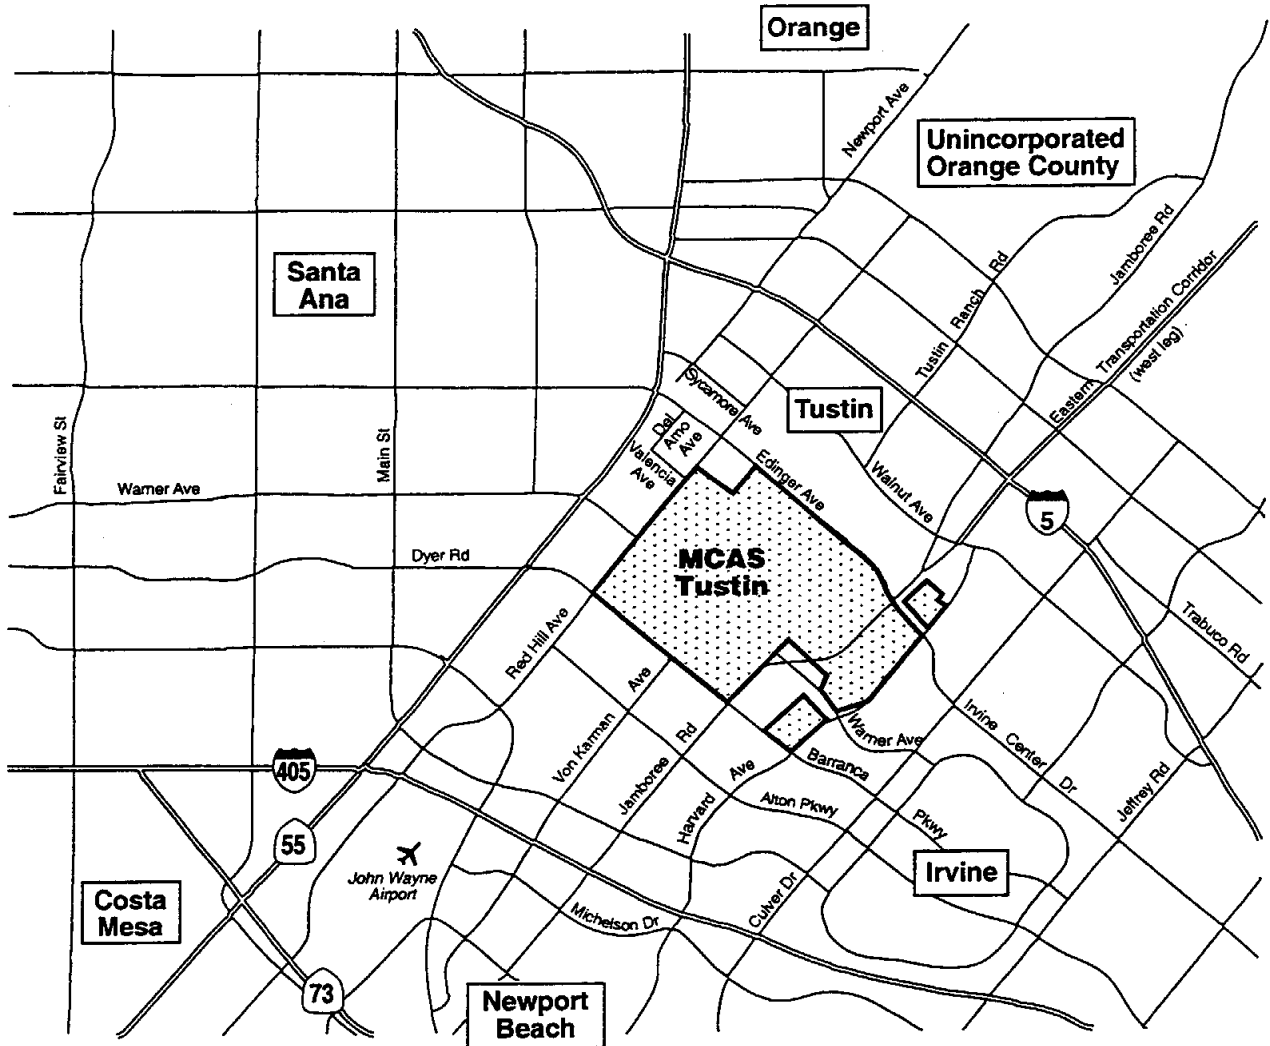 Orange
Newport Ave
Unincorporated
Orange County
Jamboree Rd
Tustin Ranch Rd
Eastern Transportation Corridor
(west leg)
Santa
Ana
Sycamore Ave
Tustin
Del
Amo
Ave
Valencia
Ave
Fairview St
Main St
Edinger Ave
Walnut Ave
Warner Ave
5
Dyer Rd
MCAS
Tustin
Red Hill Ave
Trabuco Rd
Von Karman Ave
Jamboree Rd
Harvard Ave
Warner Ave
Irvine Center Dr
Barranca Pkwy
Alton Pkwy
Jeffrey Rd
405
55
John Wayne
Airport
Irvine
Costa
Mesa
Culver Dr
Michelson Dr
73
Newport
Beach